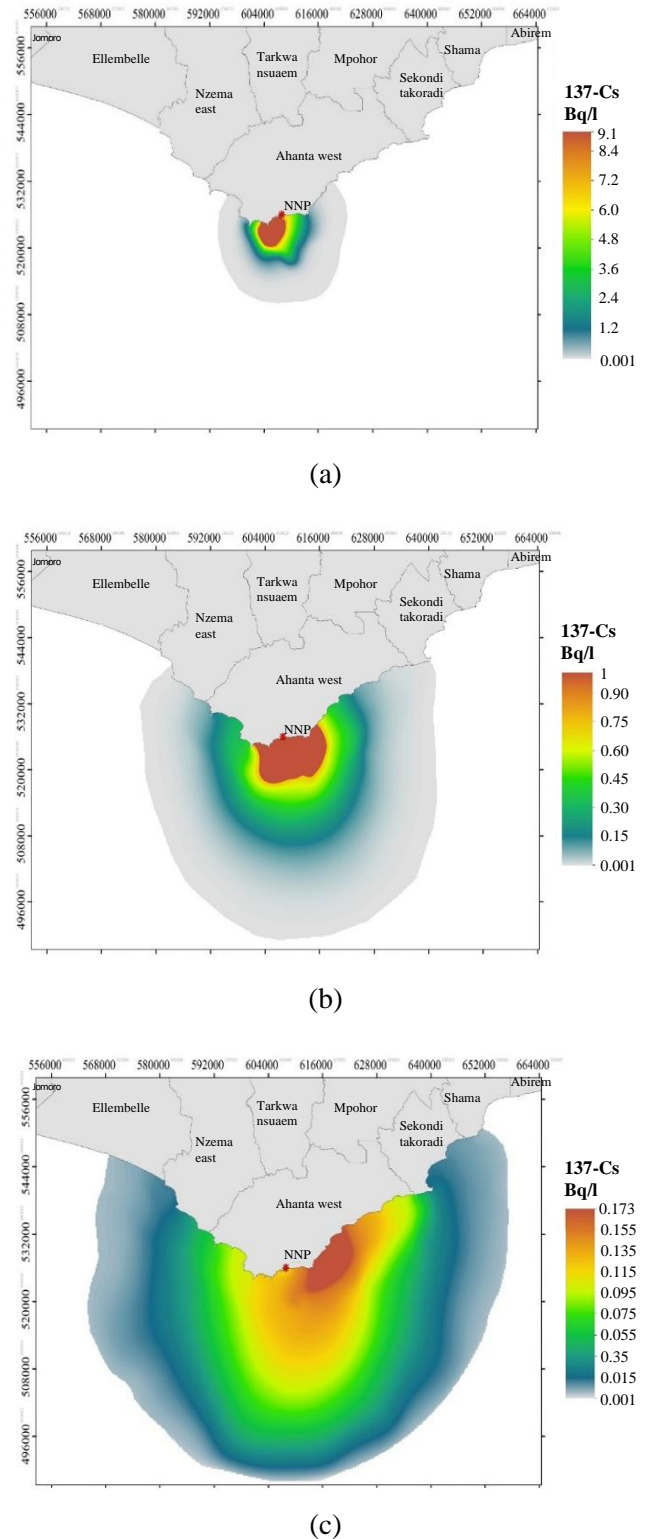 556000 568000 580000 592000 604000 616000 628000 640000 652000 664000
Jomoro
Ellembelle
Tarkwa
nsuaem
Mpohor
Shama
Abirem
Sekondi
takoradi
Nzema
east
Ahanta west
NNP
556000
544000
532000
520000
508000
496000
137-Cs
Bq/l
9.1
8.4
7.2
6.0
4.8
3.6
2.4
1.2
0.001
(a)
556000 568000 580000 592000 604000 616000 628000 640000 652000 664000
Jomoro
Ellembelle
Tarkwa
nsuaem
Mpohor
Shama
Abirem
Sekondi
takoradi
Nzema
east
Ahanta west
NNP
556000
544000
532000
520000
508000
496000
137-Cs
Bq/l
1
0.90
0.75
0.60
0.45
0.30
0.15
0.001
(b)
556000 568000 580000 592000 604000 616000 628000 640000 652000 664000
Jomoro
Ellembelle
Tarkwa
nsuaem
Mpohor
Shama
Abirem
Sekondi
takoradi
Nzema
east
Ahanta west
NNP
556000
544000
532000
520000
508000
496000
137-Cs
Bq/l
0.173
0.155
0.135
0.115
0.095
0.075
0.055
0.35
0.015
0.001
(c)